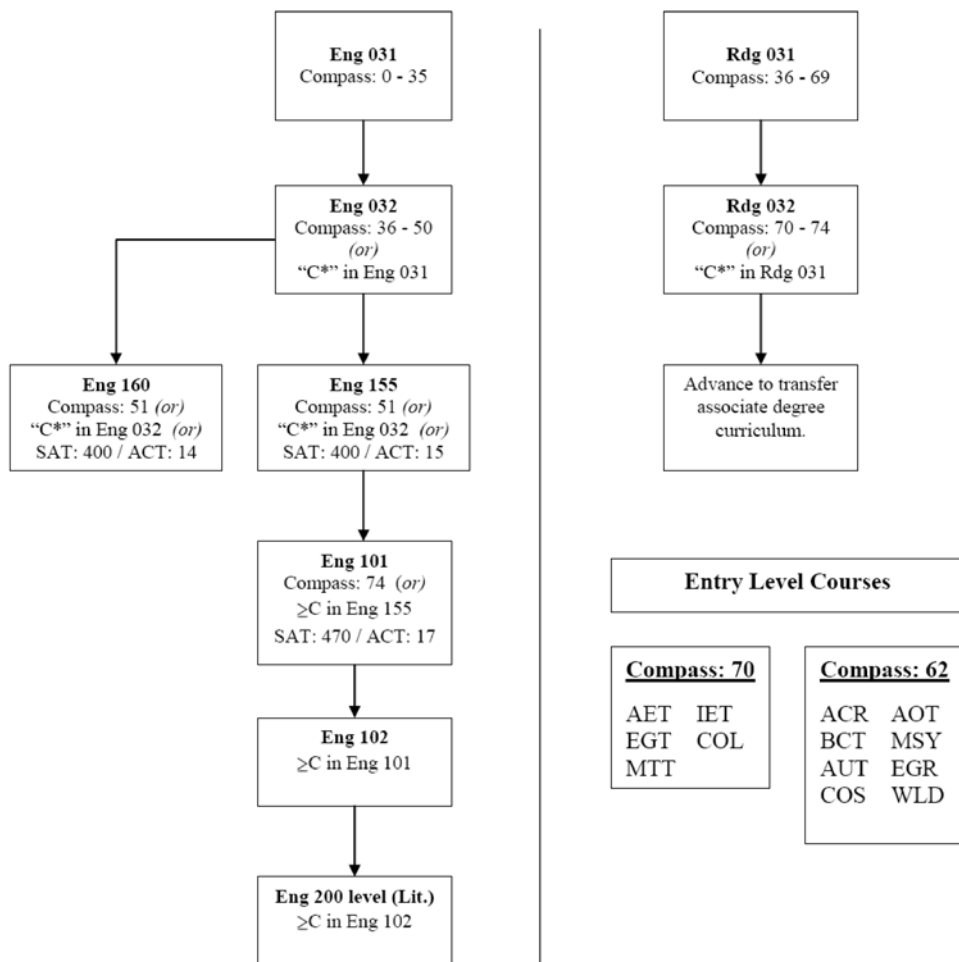 Eng 031
Compass: 0 - 35
Eng 032
Compass: 36 - 50
(or)
“C*” in Eng 031
Eng 160
Compass: 51 (or)
“C*” in Eng 032 (or)
SAT: 400 / ACT: 14
Eng 155
Compass: 51 (or)
“C*” in Eng 032 (or)
SAT: 400 / ACT: 15
Eng 101
Compass: 74 (or)
≥C in Eng 155
SAT: 470 / ACT: 17
Eng 102
≥C in Eng 101
Eng 200 level (Lit.)
≥C in Eng 102
Rdg 031
Compass: 36 - 69
Rdg 032
Compass: 70 - 74
(or)
“C*” in Rdg 031
Advance to transfer
associate degree
curriculum.
Entry Level Courses
Compass: 70
AET IET
EGT COL
MTT
Compass: 62
ACR AOT
BCT MSY
AUT EGR
COS WLD